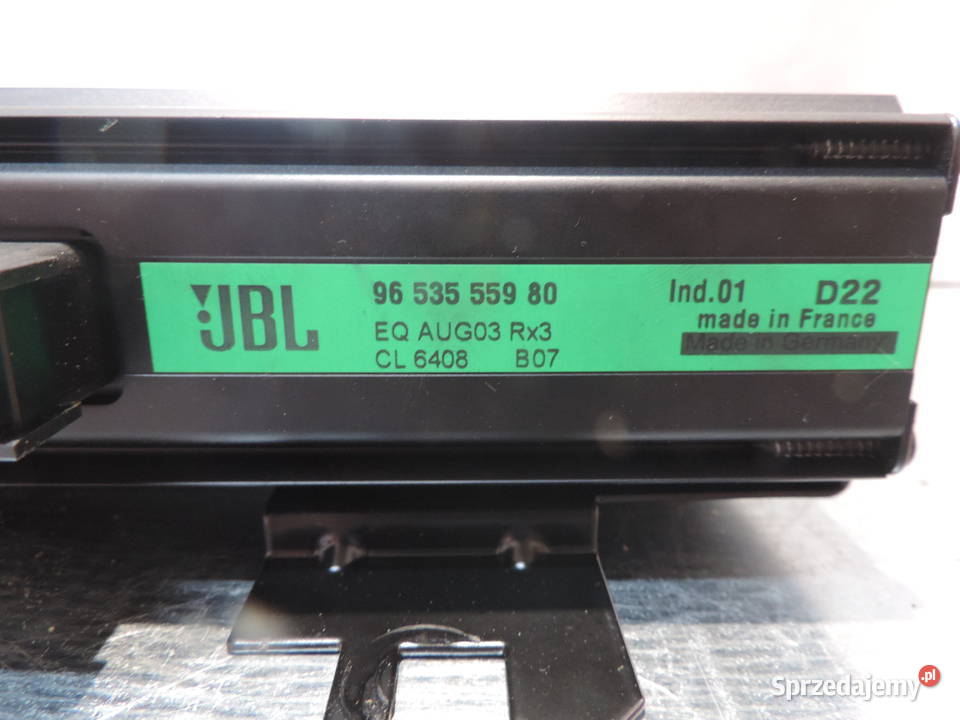 JBL
96 535 559 80
EQ AUG03 Rx3
CL 6408 B07
Ind.01 D22
made in France
Made in Germany
Sprzedajemy.pl